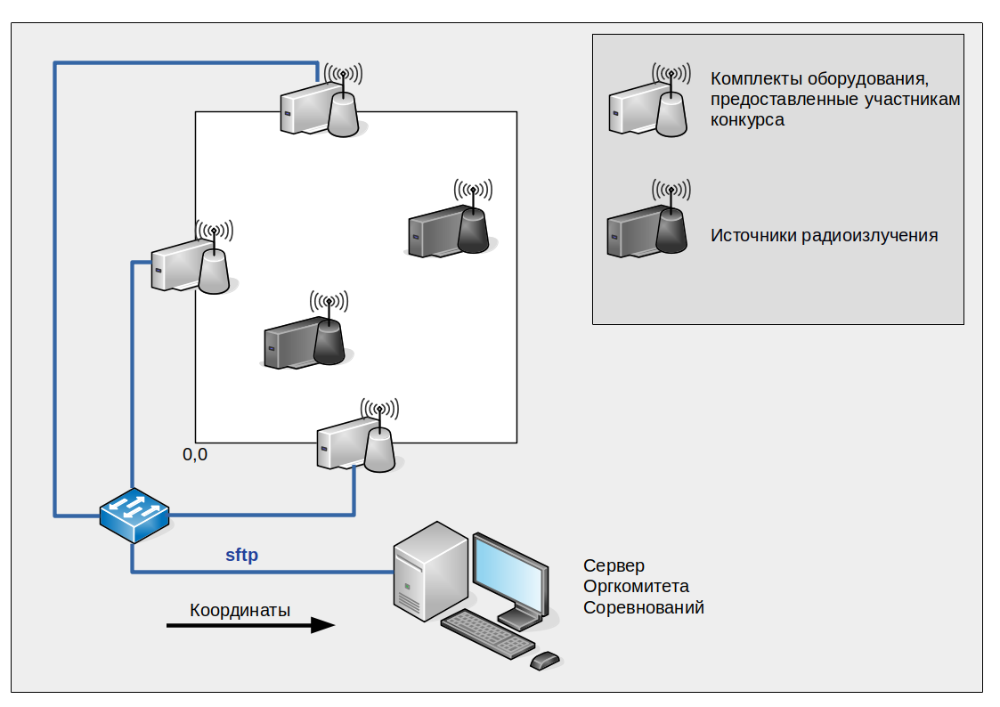 Комплекты оборудования,
предоставленные участникам
конкурса
Источники радиоизлучения
0,0
sftp
Координаты
Сервер
Оргкомитета
Соревнований